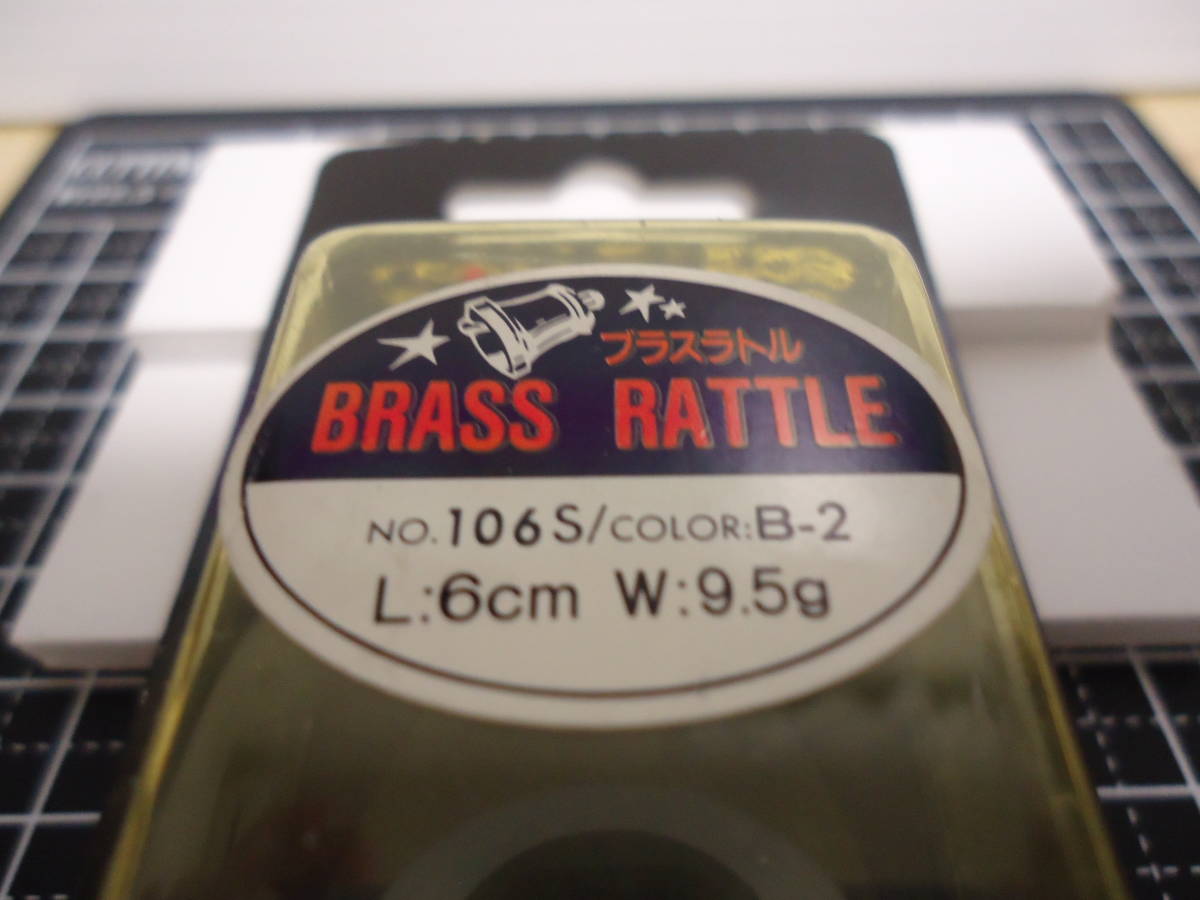 ブラスラトル
BRASS RATTLE
NO.106S/COLOR:B-2
L:6cm W:9.5g